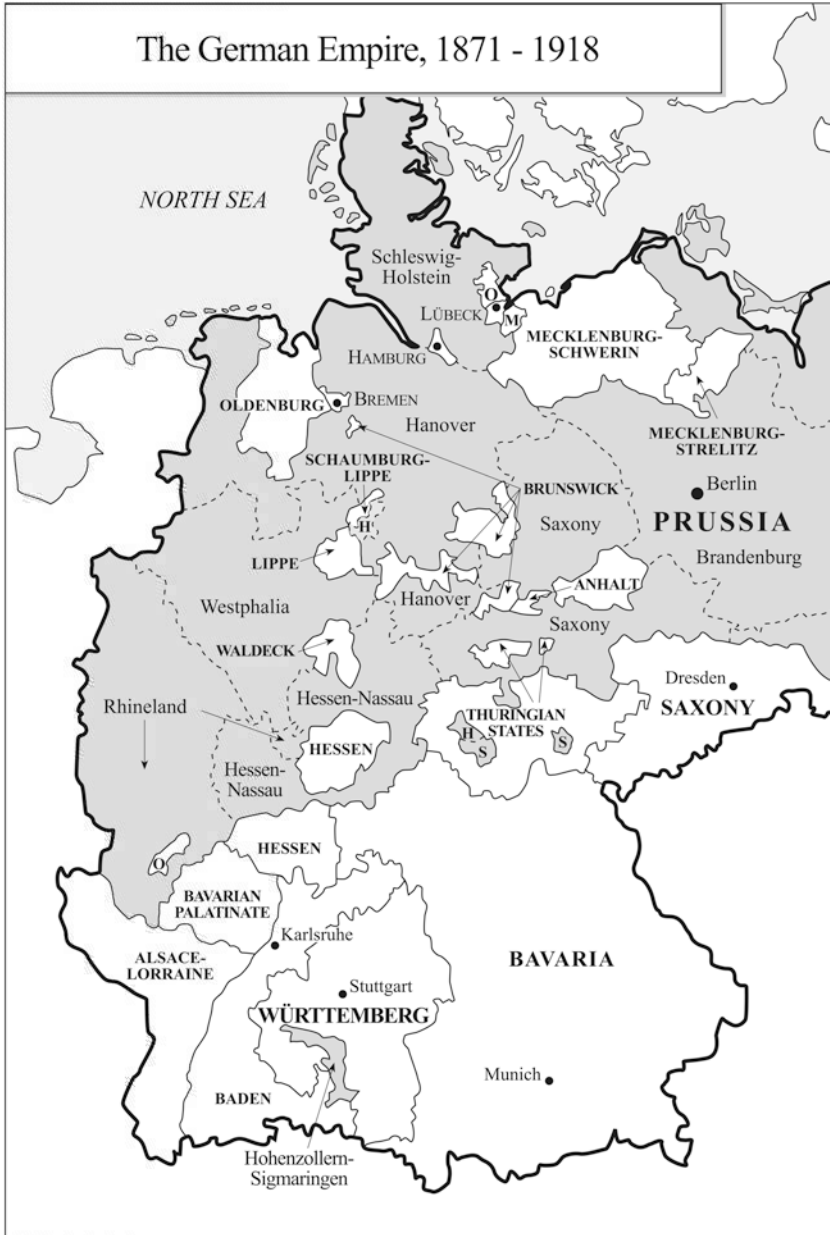 The German Empire, 1871 - 1918
NORTH SEA
Schleswig-
Holstein
O
LÜBECK
M
MECKLENBURG-
SCHWERIN
HAMBURG
OLDENBURG
BREMEN
Hanover
MECKLENBURG-
STRELITZ
SCHAUMBURG-
LIPPE
BRUNSWICK
Berlin
H
Saxony
PRUSSIA
LIPPE
Brandenburg
ANHALT
Westphalia
Hanover
Saxony
WALDECK
Dresden
Hessen-Nassau
SAXONY
Rhineland
THURINGIAN
STATES
H
S
S
HESSEN
Hessen-
Nassau
HESSEN
O
BAVARIAN
PALATINATE
Karlsruhe
ALSACE-
LORRAINE
BAVARIA
Stuttgart
WÜRTTEMBERG
Munich
BADEN
Hohenzollern-
Sigmaringen